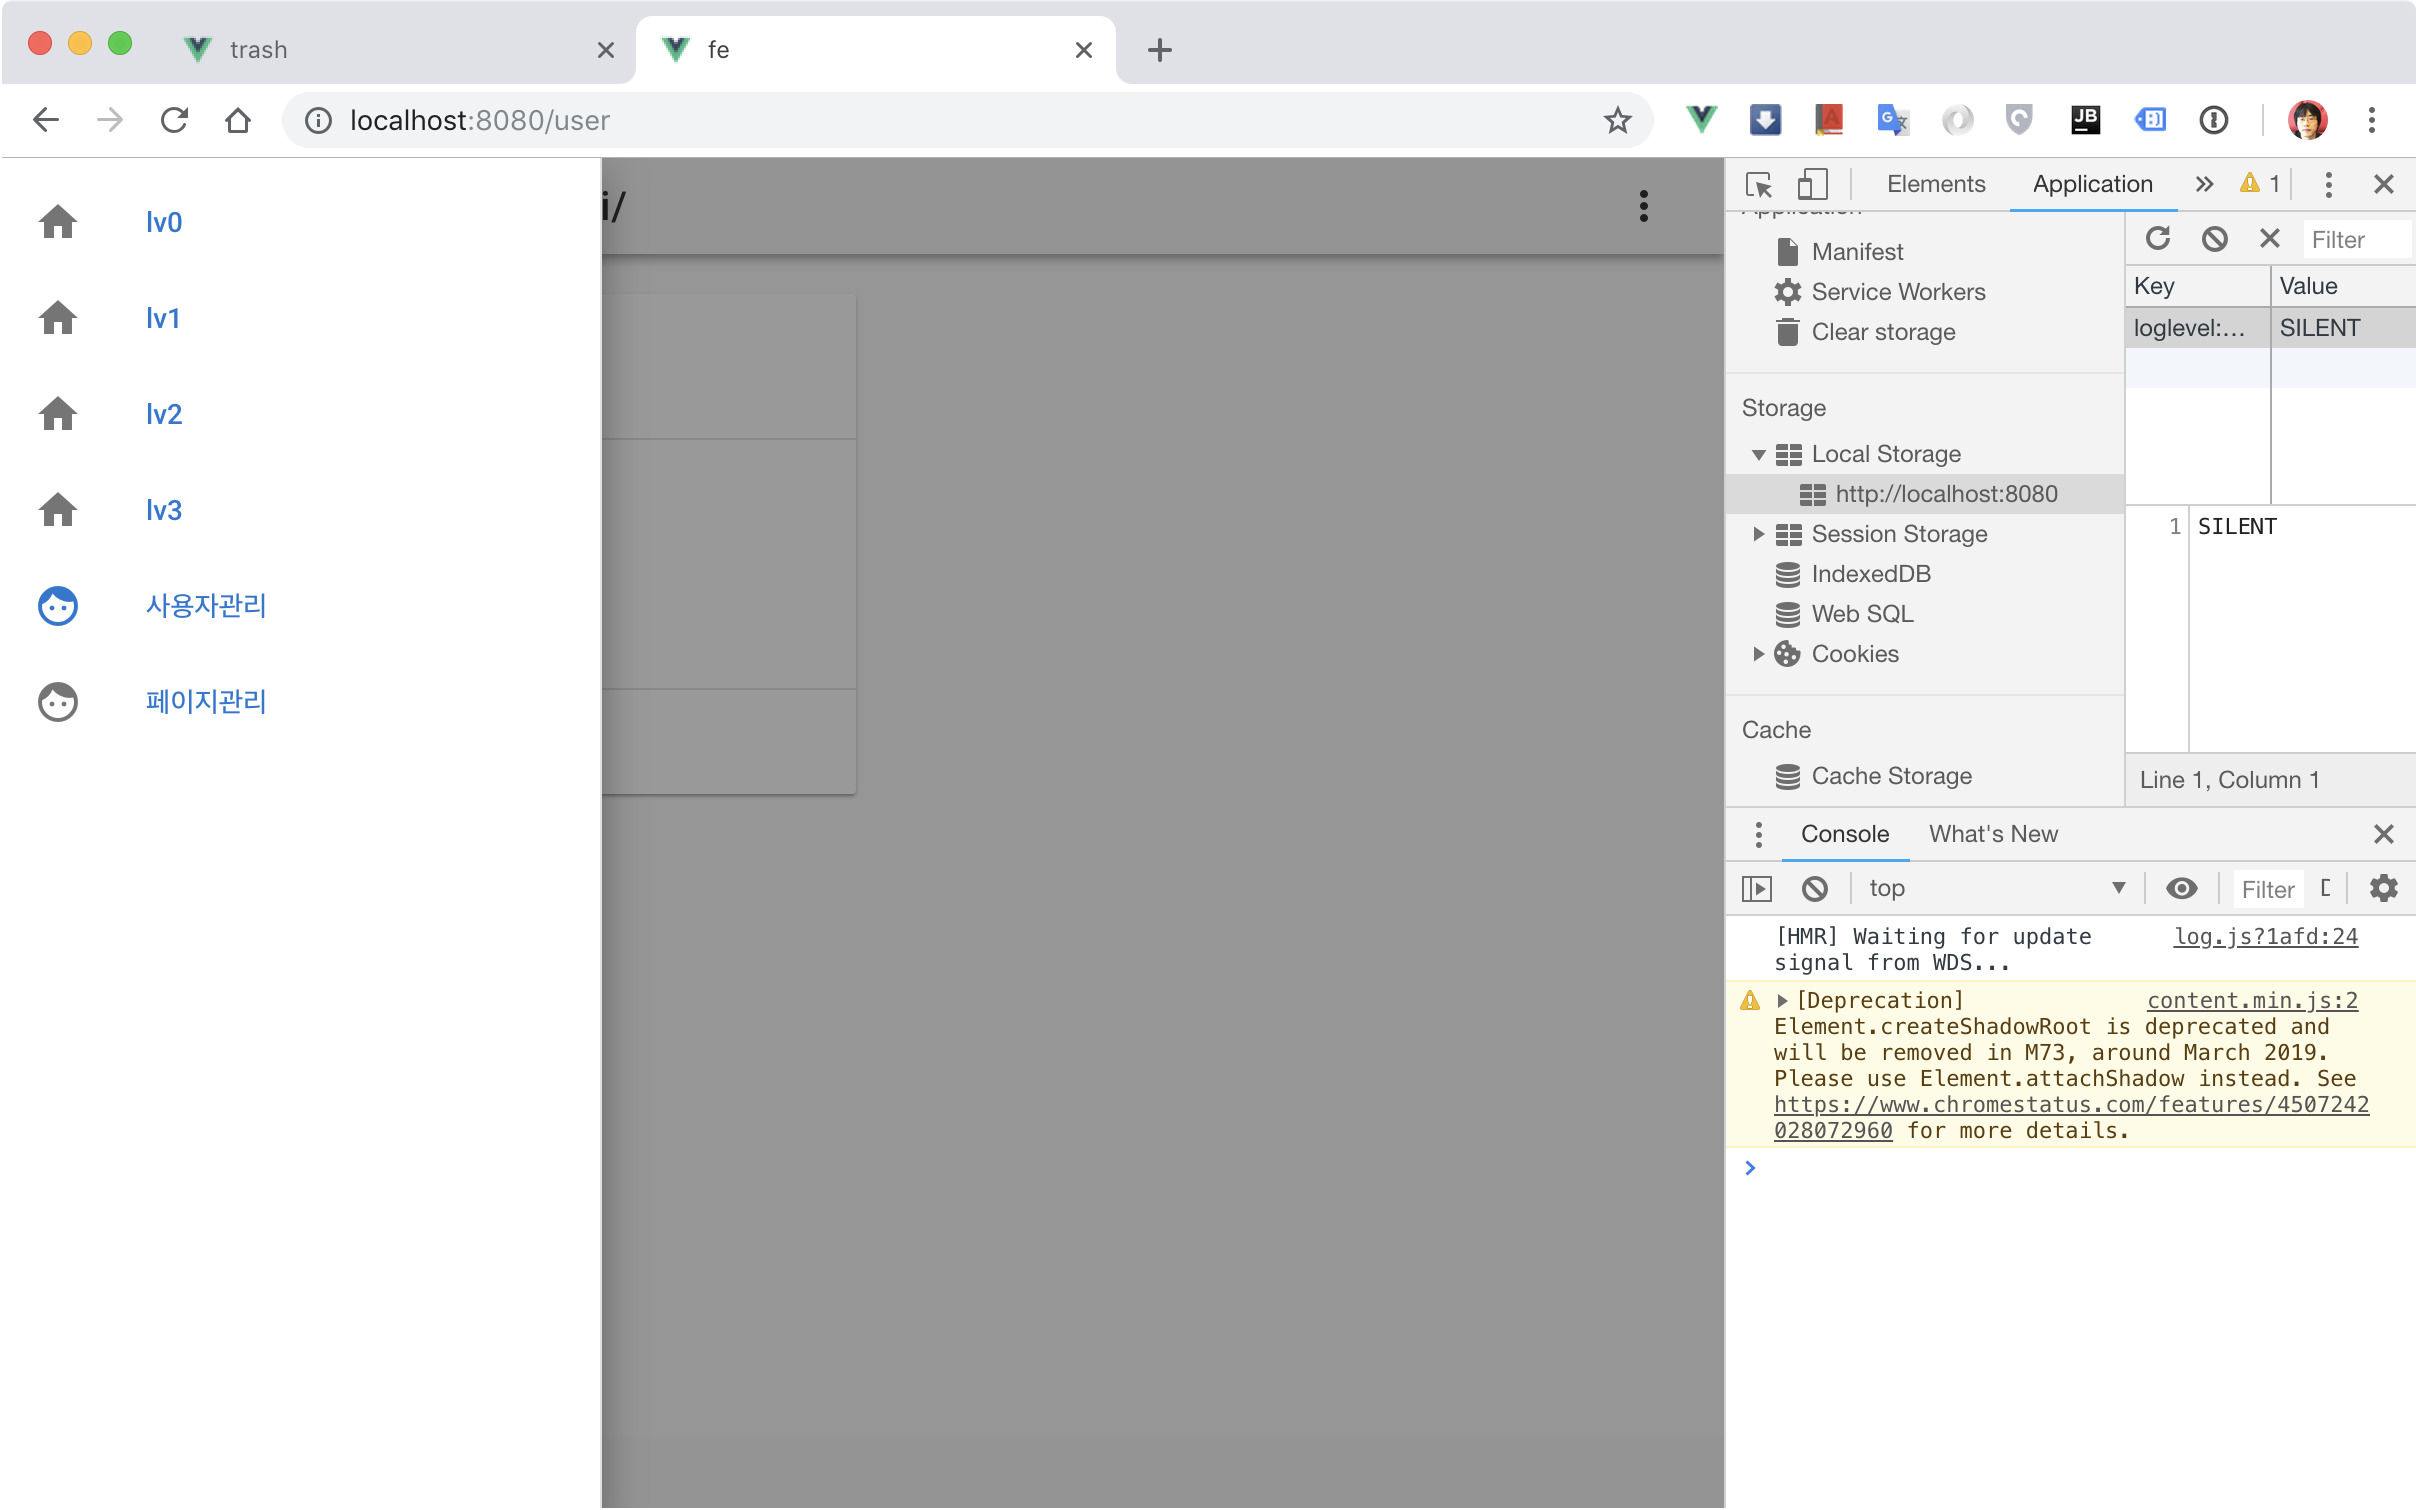 trash
fe
localhost:8080/user
JB
lv0
lv1
lv2
lv3
사용자관리
페이지관리
i/
Elements
Application
1
Application
Manifest
Service Workers
Clear storage
Storage
Local Storage
http://localhost:8080
Session Storage
IndexedDB
Web SQL
Cookies
Cache
Cache Storage
Filter
Key Value
loglevel:... SILENT
1 SILENT
Line 1, Column 1
Console What's New
top Filter
[HMR] Waiting for update log.js?1afd:24
signal from WDS...
[Deprecation] content.min.js:2
Element.createShadowRoot is deprecated and
will be removed in M73, around March 2019.
Please use Element.attachShadow instead. See
https://www.chromestatus.com/features/4507242
028072960 for more details.